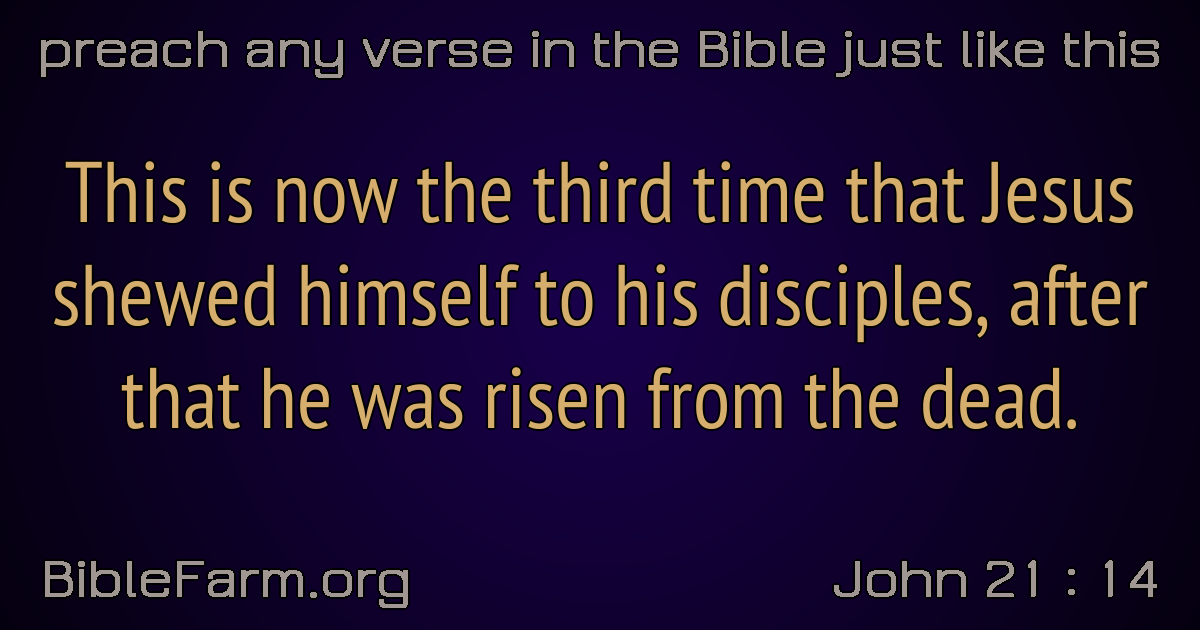 preach any verse in the Bible just like this
This is now the third time that Jesus
shewed himself to his disciples, after
that he was risen from the dead.
BibleFarm.org
John 21 : 14